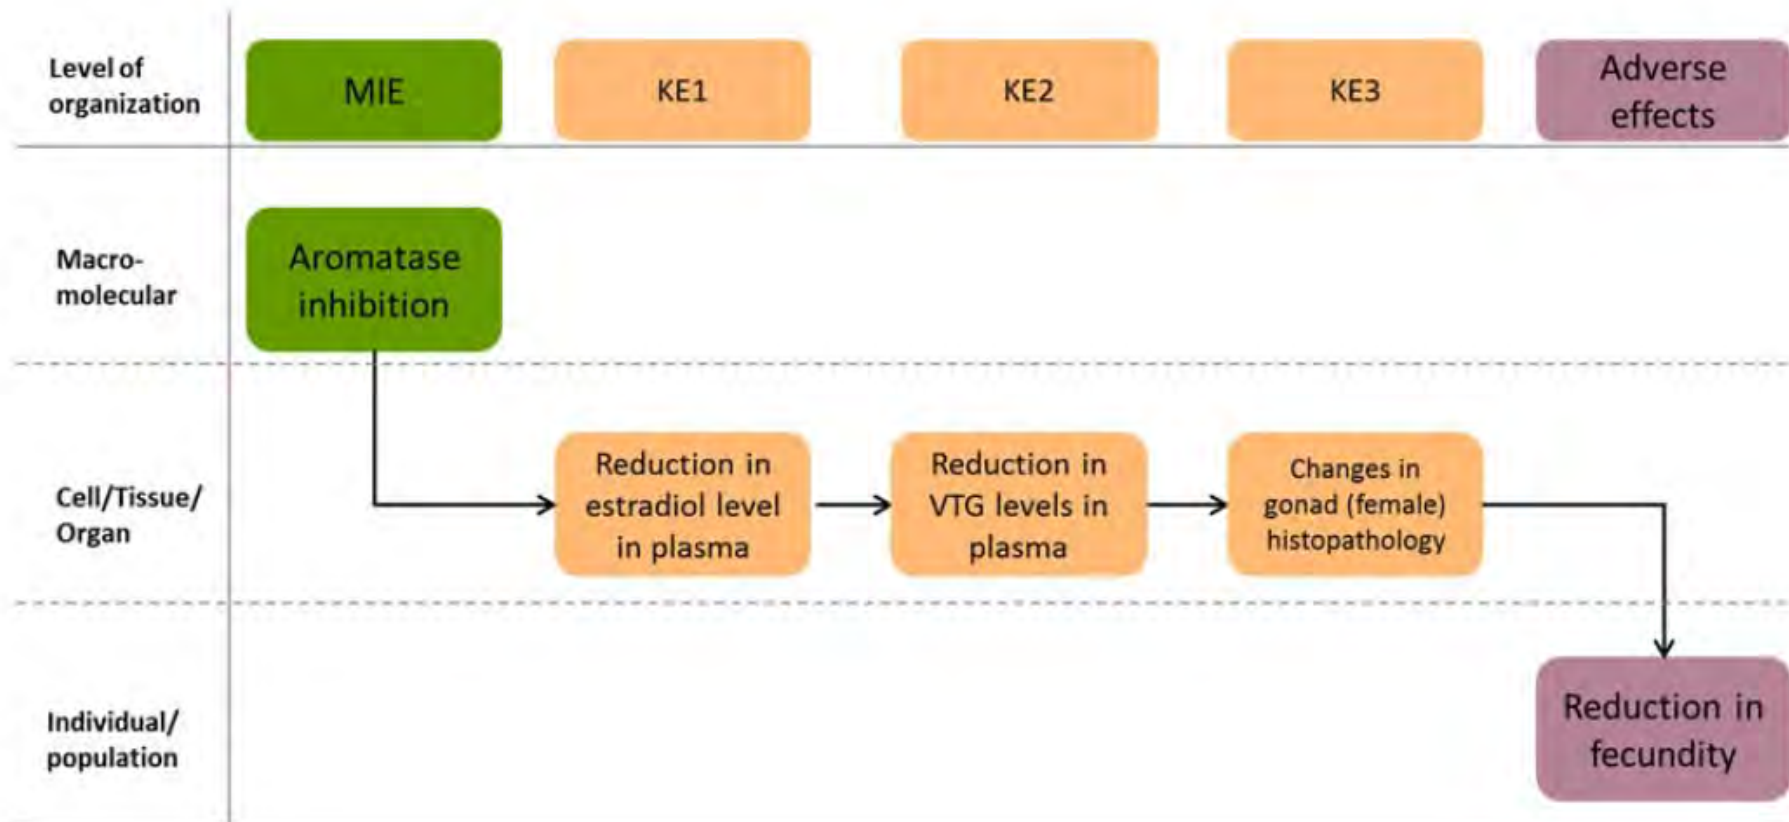 Level of
organization
MIE
KE1
KE2
KE3
Adverse
effects
Macro-
molecular
Aromatase
inhibition
Cell/Tissue/
Organ
Reduction in
estradiol level
in plasma
Reduction in
VTG levels in
plasma
Changes in
gonad (female)
histopathology
Individual/
population
Reduction in
fecundity